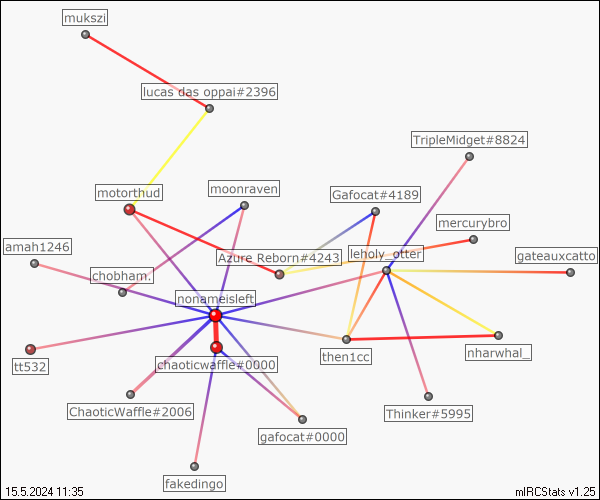 mukszi
lucas das oppai#2396
TripleMidget#8824
motorthud
moonraven
Gafocat#4189
mercurybro
amah1246
Azure Reborn#4243
leholy_otter
gateauxcatto
chobham.
nonameisleft
then1cc
nharwhal_
tt532
chaoticwaffle#0000
ChaoticWaffle#2006
Thinker#5995
gafocat#0000
fakedingo
15.5.2024 11:35
mIRCStats v1.25